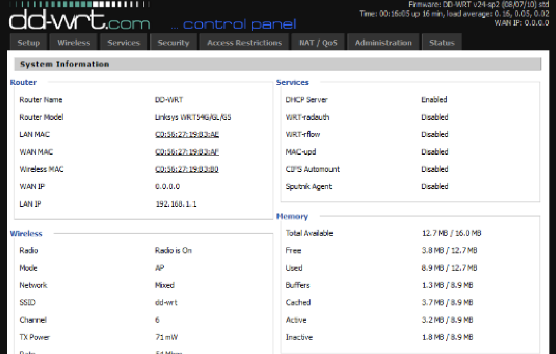 Firmware: DD-WRT v24-sp2 (08/07/10) std
dd-wrt.com ... control panel
Time: 00:16:05 up 16 min, load average: 0.16, 0.05, 0.02
WAN IP: 0.0.0.0
Setup Wireless Services Security Access Restrictions NAT / QoS Administration Status
System Information
Router
Router Name DD-WRT
Router Model Linksys WRT54G/GL/GS
LAN MAC C0:56:27:19:83:AE
WAN MAC C0:56:27:19:83:AF
Wireless MAC C0:56:27:19:83:B0
WAN IP 0.0.0.0
LAN IP 192.168.1.1
Wireless
Radio Radio is On
Mode AP
Network Mixed
SSID dd-wrt
Channel 6
TX Power 71 mW
Services
DHCP Server Enabled
WRT-radauth Disabled
WRT-rflow Disabled
MAC-upd Disabled
CIFS Automount Disabled
Sputnik Agent Disabled
Memory
Total Available 12.7 MB / 16.0 MB
Free 3.8 MB / 12.7 MB
Used 8.9 MB / 12.7 MB
Buffers 1.3 MB / 8.9 MB
Cached 3.7 MB / 8.9 MB
Active 3.2 MB / 8.9 MB
Inactive 1.8 MB / 8.9 MB